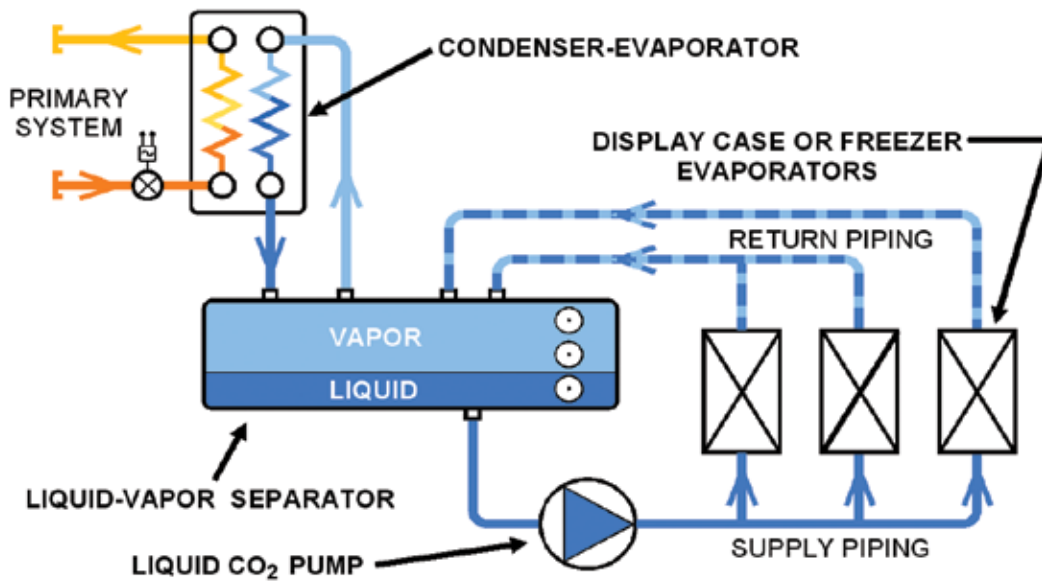 CONDENSER-EVAPORATOR
PRIMARY
SYSTEM
DISPLAY CASE OR FREEZER
EVAPORATORS
RETURN PIPING
VAPOR
LIQUID
LIQUID-VAPOR SEPARATOR
LIQUID CO₂ PUMP
SUPPLY PIPING